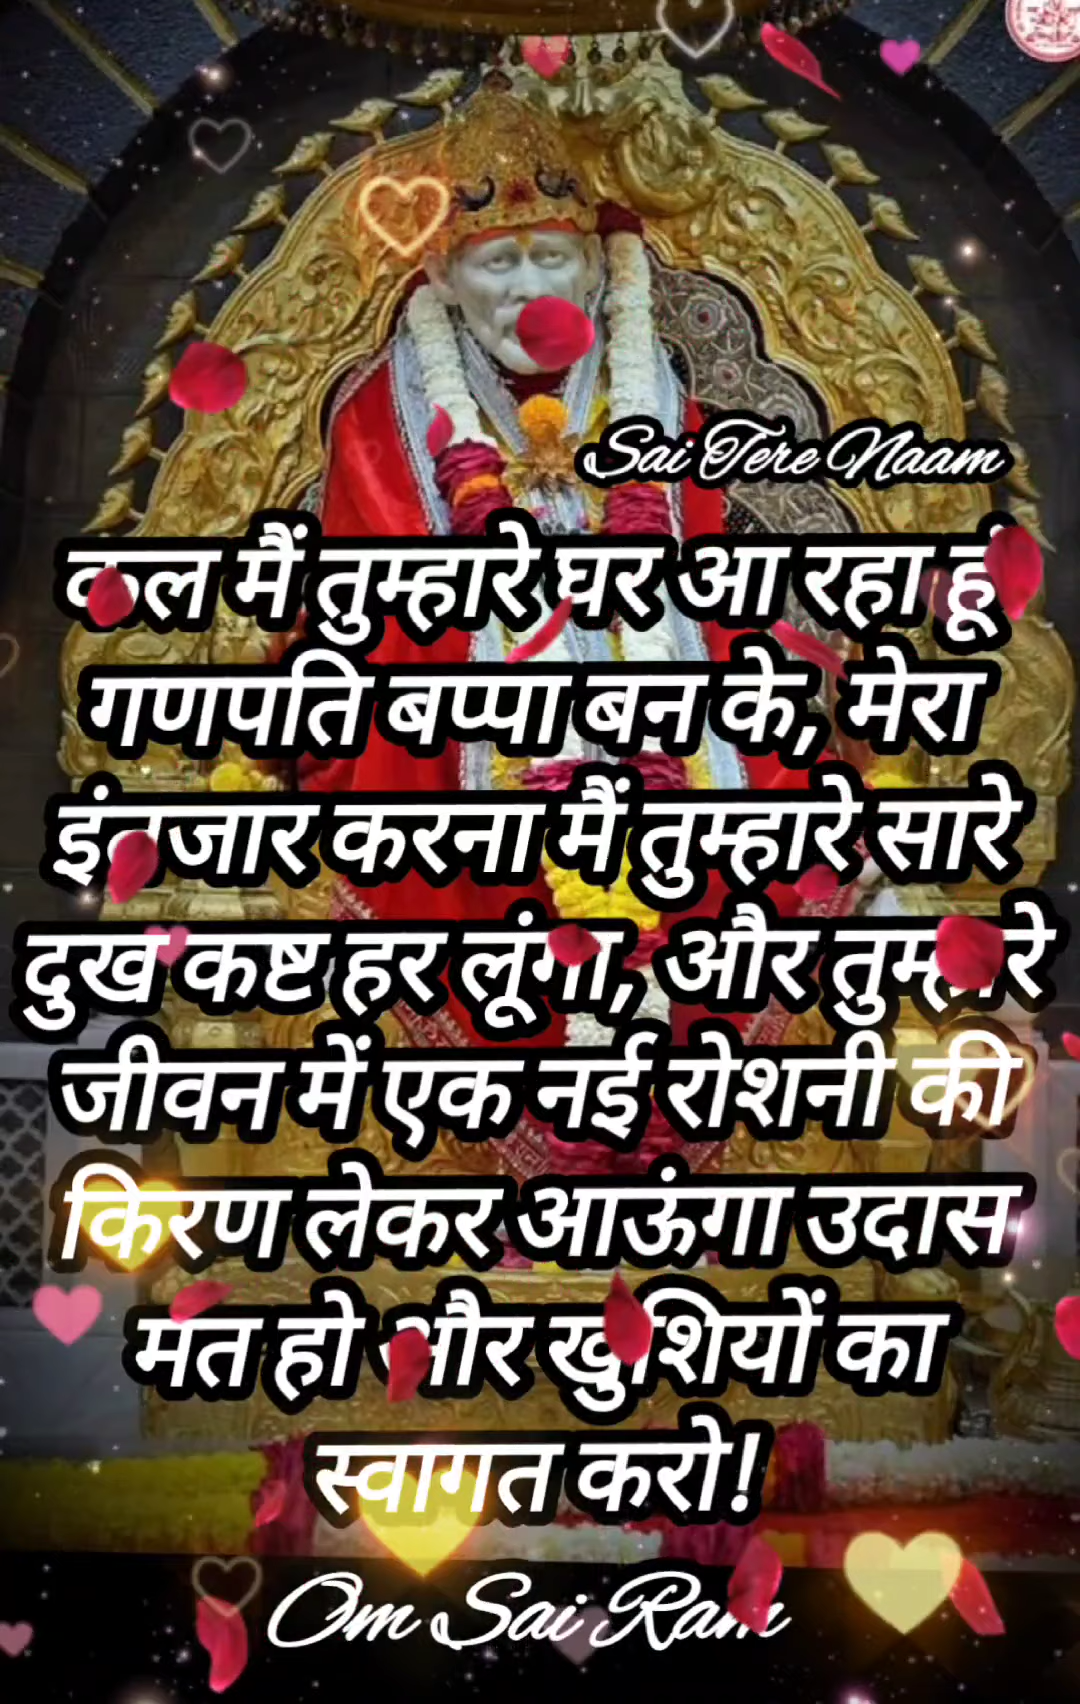 Sai Tere Naam
कल मैं तुम्हारे घर आ रहा हूं
गणपति बप्पा बन के, मेरा
इंतजार करना मैं तुम्हारे सारे
दुख कष्ट हर लूंगा, और तुम्हारे
जीवन में एक नई रोशनी की
किरण लेकर आऊंगा उदास
मत हो और खुशियों का
स्वागत करो!
Om Sai Ram